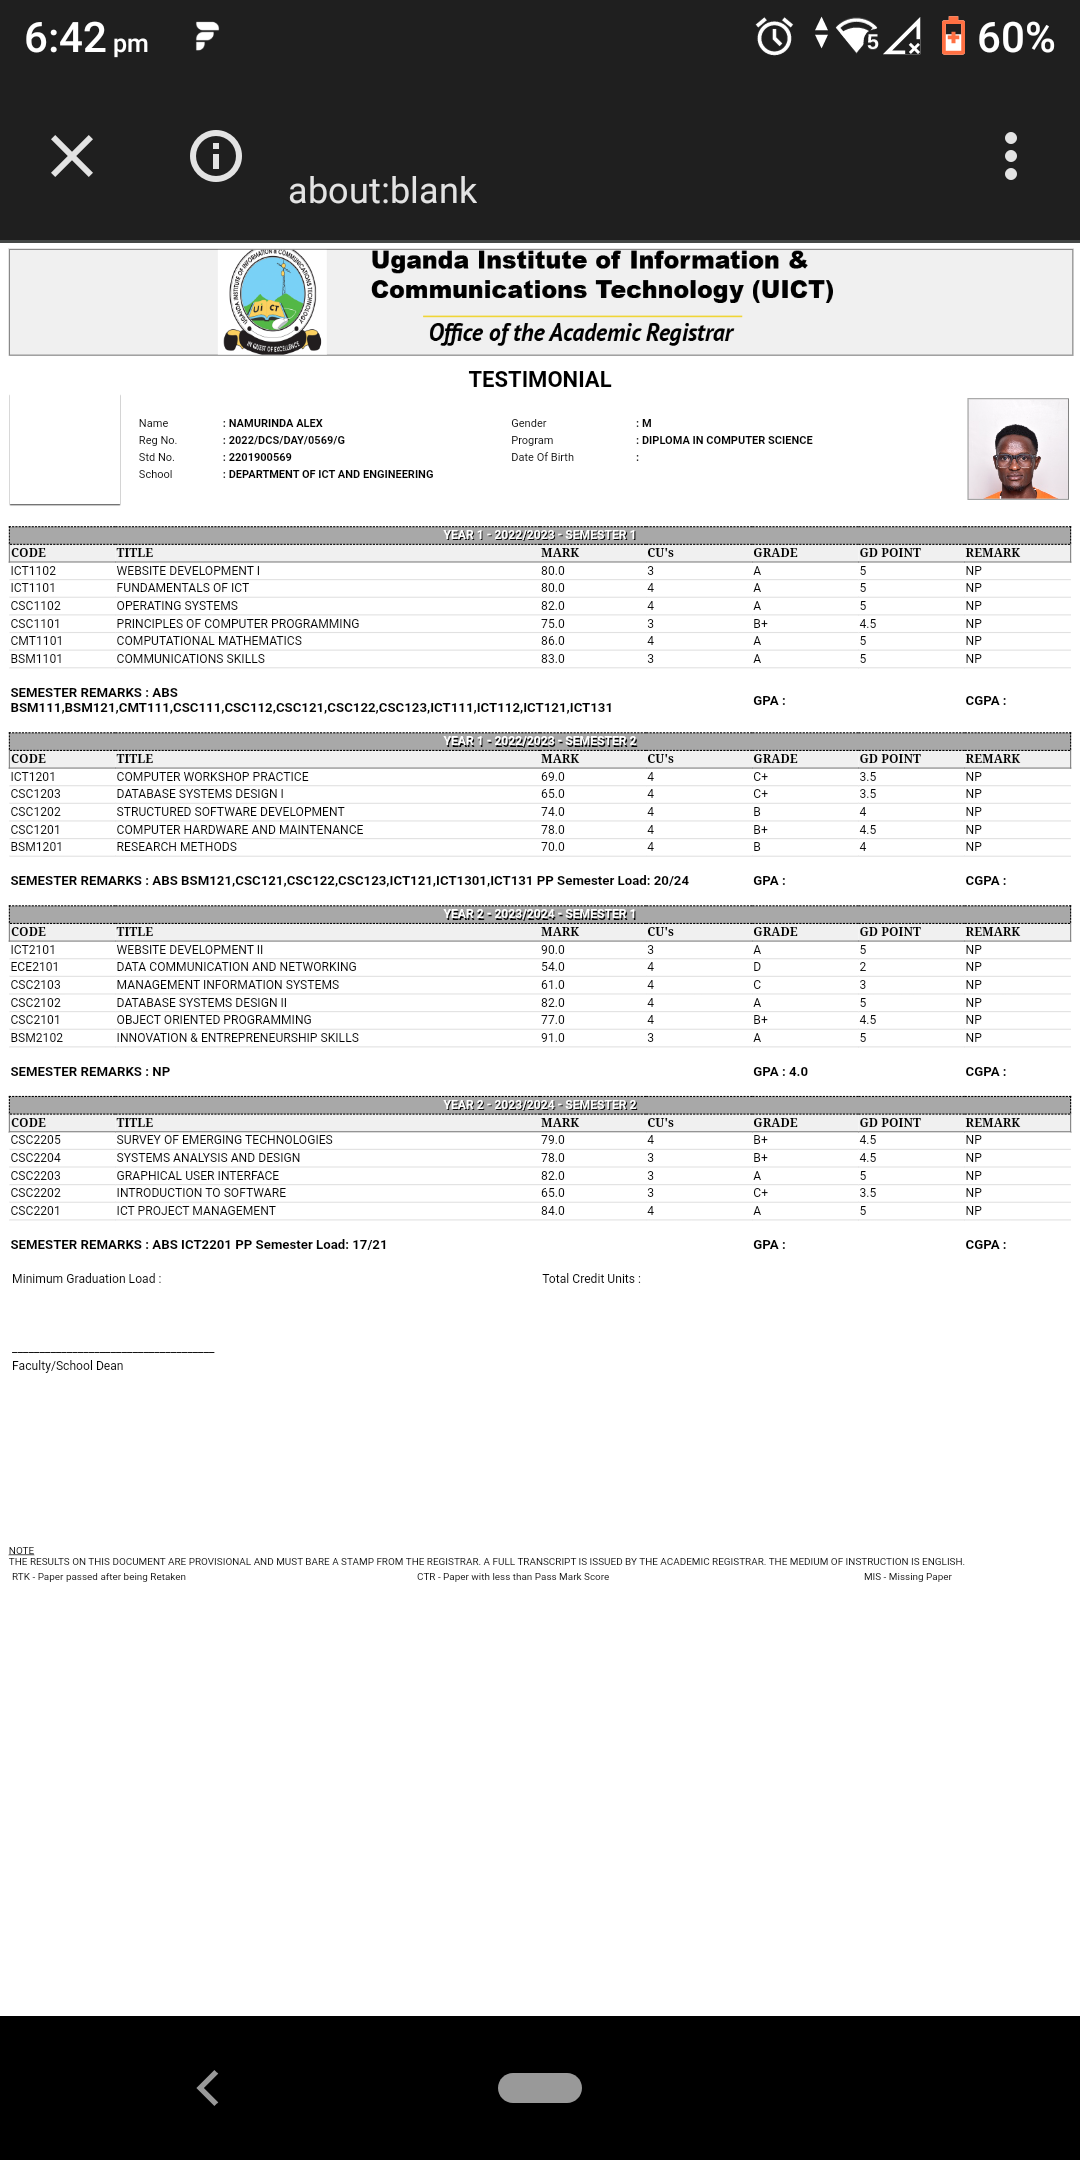 6:42 pm 5 60%
about:blank
Uganda Institute of Information &
Communications Technology (UICT)
Office of the Academic Registrar
UGANDA INSTITUTE OF INFORMATION & COMMUNICATIONS TECHNOLOGY
UICT
IN QUEST OF EXCELLENCE
TESTIMONIAL
Name : NAMURINDA ALEX Gender : M
Reg No. : 2022/DCS/DAY/0569/G Program : DIPLOMA IN COMPUTER SCIENCE
Std No. : 2201900569 Date Of Birth :
School : DEPARTMENT OF ICT AND ENGINEERING
YEAR 1 - 2022/2023 - SEMESTER 1
CODE TITLE MARK CU's GRADE GD POINT REMARK
ICT1102 WEBSITE DEVELOPMENT I 80.0 3 A 5 NP
ICT1101 FUNDAMENTALS OF ICT 80.0 4 A 5 NP
CSC1102 OPERATING SYSTEMS 82.0 4 A 5 NP
CSC1101 PRINCIPLES OF COMPUTER PROGRAMMING 75.0 3 B+ 4.5 NP
CMT1101 COMPUTATIONAL MATHEMATICS 86.0 4 A 5 NP
BSM1101 COMMUNICATIONS SKILLS 83.0 3 A 5 NP
SEMESTER REMARKS : ABS
BSM111,BSM121,CMT111,CSC111,CSC112,CSC121,CSC122,CSC123,ICT111,ICT112,ICT121,ICT131 GPA : CGPA :
YEAR 1 - 2022/2023 - SEMESTER 2
CODE TITLE MARK CU's GRADE GD POINT REMARK
ICT1201 COMPUTER WORKSHOP PRACTICE 69.0 4 C+ 3.5 NP
CSC1203 DATABASE SYSTEMS DESIGN I 65.0 4 C+ 3.5 NP
CSC1202 STRUCTURED SOFTWARE DEVELOPMENT 74.0 4 B 4 NP
CSC1201 COMPUTER HARDWARE AND MAINTENANCE 78.0 4 B+ 4.5 NP
BSM1201 RESEARCH METHODS 70.0 4 B 4 NP
SEMESTER REMARKS : ABS BSM121,CSC121,CSC122,CSC123,ICT121,ICT1301,ICT131 PP Semester Load: 20/24 GPA : CGPA :
YEAR 2 - 2023/2024 - SEMESTER 1
CODE TITLE MARK CU's GRADE GD POINT REMARK
ICT2101 WEBSITE DEVELOPMENT II 90.0 3 A 5 NP
ECE2101 DATA COMMUNICATION AND NETWORKING 54.0 4 D 2 NP
CSC2103 MANAGEMENT INFORMATION SYSTEMS 61.0 4 C 3 NP
CSC2102 DATABASE SYSTEMS DESIGN II 82.0 4 A 5 NP
CSC2101 OBJECT ORIENTED PROGRAMMING 77.0 4 B+ 4.5 NP
BSM2102 INNOVATION & ENTREPRENEURSHIP SKILLS 91.0 3 A 5 NP
SEMESTER REMARKS : NP GPA : 4.0 CGPA :
YEAR 2 - 2023/2024 - SEMESTER 2
CODE TITLE MARK CU's GRADE GD POINT REMARK
CSC2205 SURVEY OF EMERGING TECHNOLOGIES 79.0 4 B+ 4.5 NP
CSC2204 SYSTEMS ANALYSIS AND DESIGN 78.0 3 B+ 4.5 NP
CSC2203 GRAPHICAL USER INTERFACE 82.0 3 A 5 NP
CSC2202 INTRODUCTION TO SOFTWARE 65.0 3 C+ 3.5 NP
CSC2201 ICT PROJECT MANAGEMENT 84.0 4 A 5 NP
SEMESTER REMARKS : ABS ICT2201 PP Semester Load: 17/21 GPA : CGPA :
Minimum Graduation Load : Total Credit Units :
Faculty/School Dean
NOTE
THE RESULTS ON THIS DOCUMENT ARE PROVISIONAL AND MUST BARE A STAMP FROM THE REGISTRAR. A FULL TRANSCRIPT IS ISSUED BY THE ACADEMIC REGISTRAR. THE MEDIUM OF INSTRUCTION IS ENGLISH.
RTK - Paper passed after being Retaken CTR - Paper with less than Pass Mark Score MIS - Missing Paper